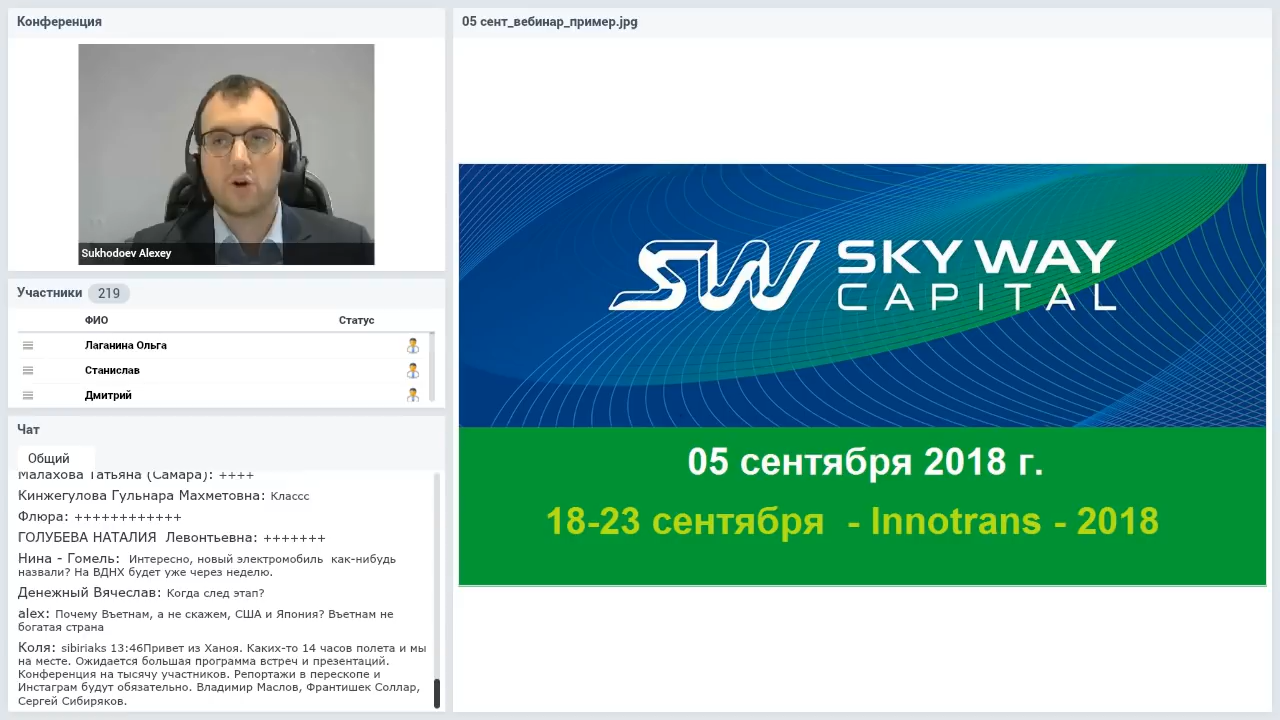 Конференция
Sukhodoev Alexey
Участники 219
ФИО Статус
Лаганина Ольга
Станислав
Дмитрий
Чат
Общий
Малахова Татьяна (Самара): ++++
Кинжегулова Гульнара Махметовна: Классс
Флюра: ++++++++++++
ГОЛУБЕВА НАТАЛИЯ Левонтьевна: +++++++
Нина - Гомель: Интересно, новый электромобиль как-нибудь
назвали? На ВДНХ будет уже через неделю.
Денежный Вячеслав: Когда след этап?
alex: Почему Вьетнам, а не скажем, США и Япония? Вьетнам не
богатая страна
Коля: sibiriaks 13:46Привет из Ханоя. Каких-то 14 часов полета и мы
на месте. Ожидается большая программа встреч и презентаций.
Конференция на тысячу участников. Репортажи в перескопе и
Инстаграм будут обязательно. Владимир Маслов, Франтишек Соллар,
Сергей Сибиряков.
05 сент_вебинар_пример.jpg
SW SKY WAY
CAPITAL
05 сентября 2018 г.
18-23 сентября - Innotrans - 2018